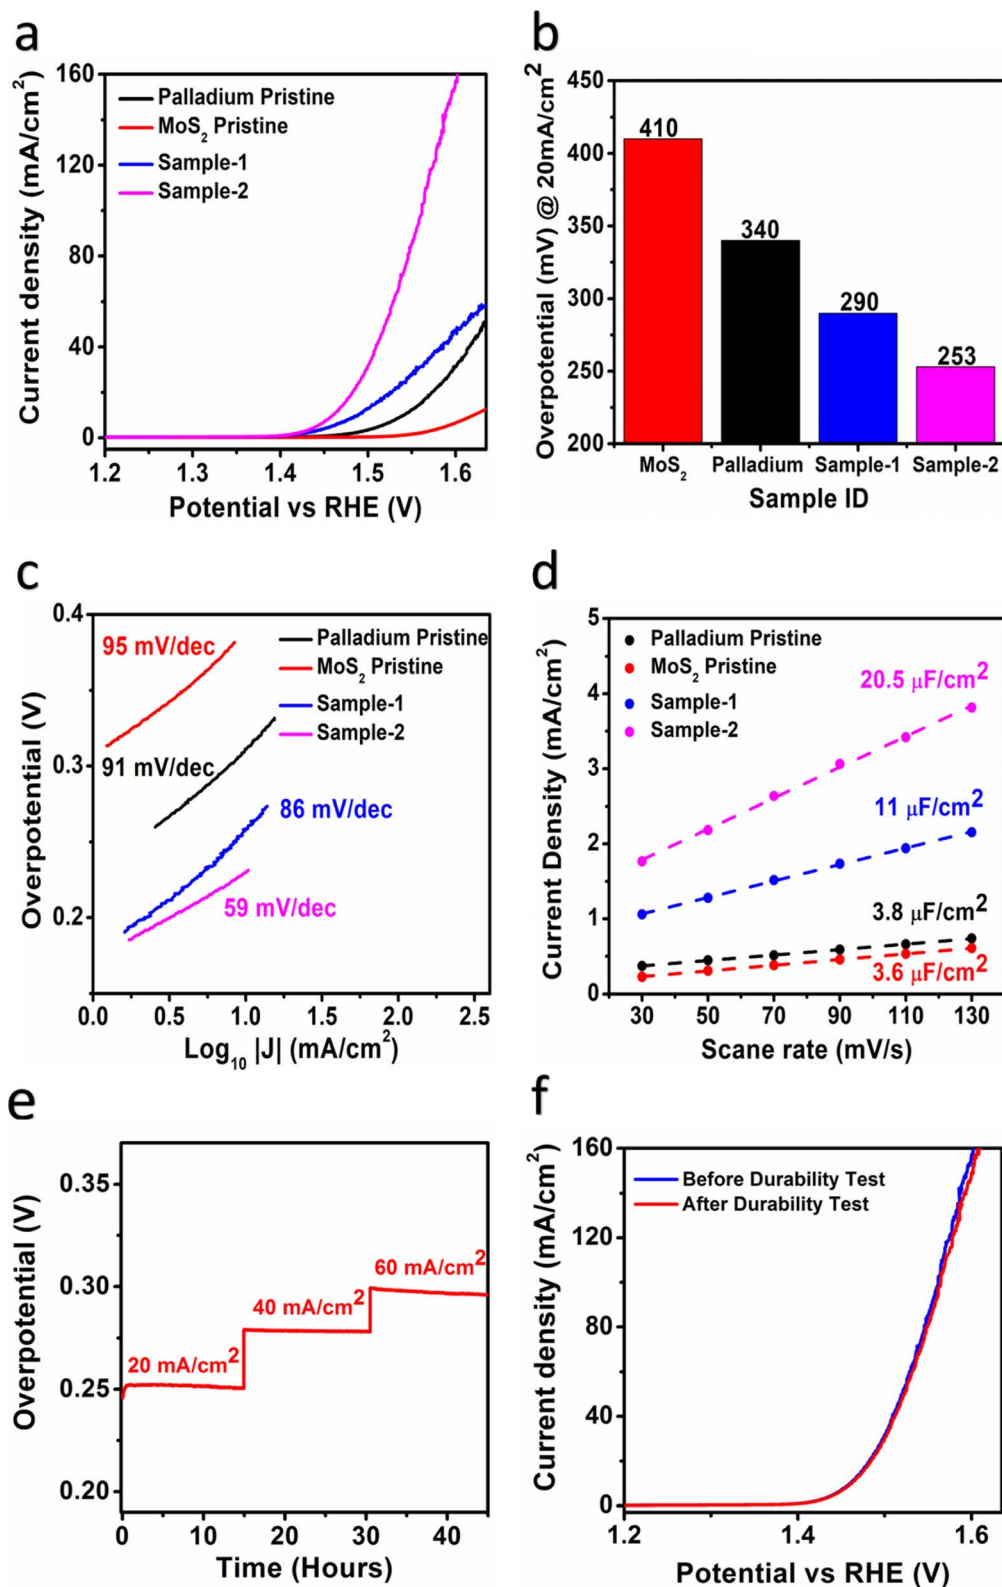 a
Current density (mA/cm²)
160
120
80
40
0
Palladium Pristine
MoS₂ Pristine
Sample-1
Sample-2
1.2 1.3 1.4 1.5 1.6
Potential vs RHE (V)
b
Overpotential (mV) @ 20mA/cm²
450
400
350
300
250
200
410
340
290
253
MoS₂ Palladium Sample-1 Sample-2
Sample ID
c
Overpotential (V)
0.4
0.3
0.2
95 mV/dec
91 mV/dec
86 mV/dec
59 mV/dec
Palladium Pristine
MoS₂ Pristine
Sample-1
Sample-2
0.0 0.5 1.0 1.5 2.0 2.5
Log₁₀ |J| (mA/cm²)
d
Current Density (mA/cm²)
5
4
3
2
1
0
Palladium Pristine
MoS₂ Pristine
Sample-1
Sample-2
20.5 μF/cm²
11 μF/cm²
3.8 μF/cm²
3.6 μF/cm²
30 50 70 90 110 130
Scane rate (mV/s)
e
Overpotential (V)
0.35
0.30
0.25
0.20
20 mA/cm²
40 mA/cm²
60 mA/cm²
0 10 20 30 40
Time (Hours)
f
Current density (mA/cm²)
160
120
80
40
0
Before Durability Test
After Durability Test
1.2 1.4 1.6
Potential vs RHE (V)